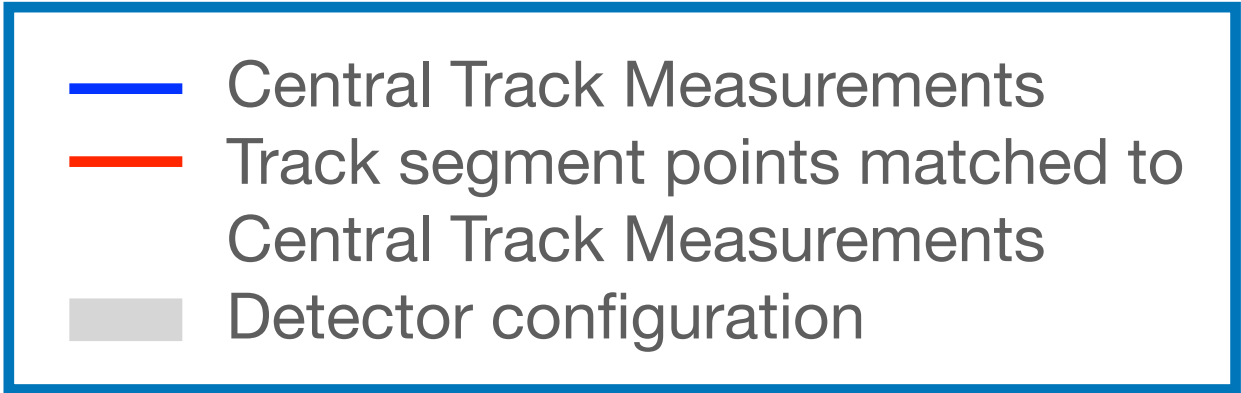 Central Track Measurements
Track segment points matched to
Central Track Measurements
Detector configuration